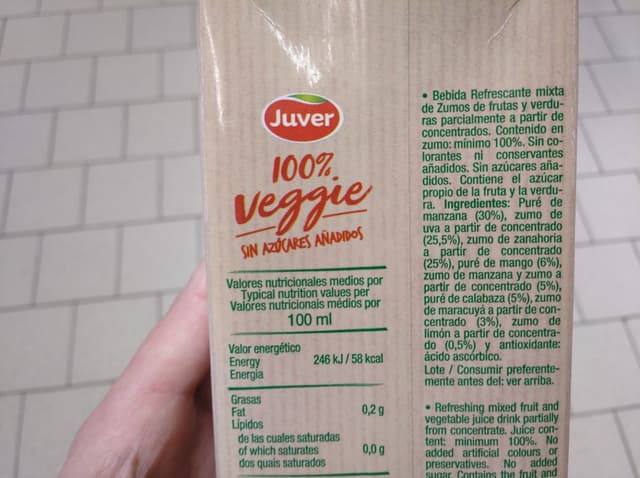 Juver
100%
Veggie
SIN AZÚCARES AÑADIDOS
Valores nutricionales medios por
Typical nutrition values per
Valores nutricionais médios por
100 ml
Valor energético
Energy 246 kJ / 58 kcal
Energia
Grasas
Fat 0,2 g
Lípidos
de las cuales saturadas
of which saturates 0,0 g
dos quais saturados
• Bebida Refrescante mixta
de Zumos de frutas y verdu-
ras parcialmente a partir de
concentrados. Contenido en
zumo: mínimo 100%. Sin co-
lorantes ni conservantes
añadidos. Sin azúcares aña-
didos. Contiene el azúcar
propio de la fruta y la verdu-
ra. Ingredientes: Puré de
manzana (30%), zumo de
uva a partir de concentrado
(25,5%), zumo de zanahoria
a partir de concentrado
(25%), puré de mango (6%),
zumo de manzana y zumo a
partir de concentrado (5%),
puré de calabaza (5%), zumo
de maracuyá a partir de con-
centrado (3%), zumo de
limón a partir de concentra-
do (0,5%) y antioxidante:
ácido ascórbico.
Lote / Consumir preferente-
mente antes del: ver arriba.
• Refreshing mixed fruit and
vegetable juice drink partially
from concentrate. Juice con-
tent: minimum 100%. No
added artificial colours or
preservatives. No added
sugar. Contains the fruit and